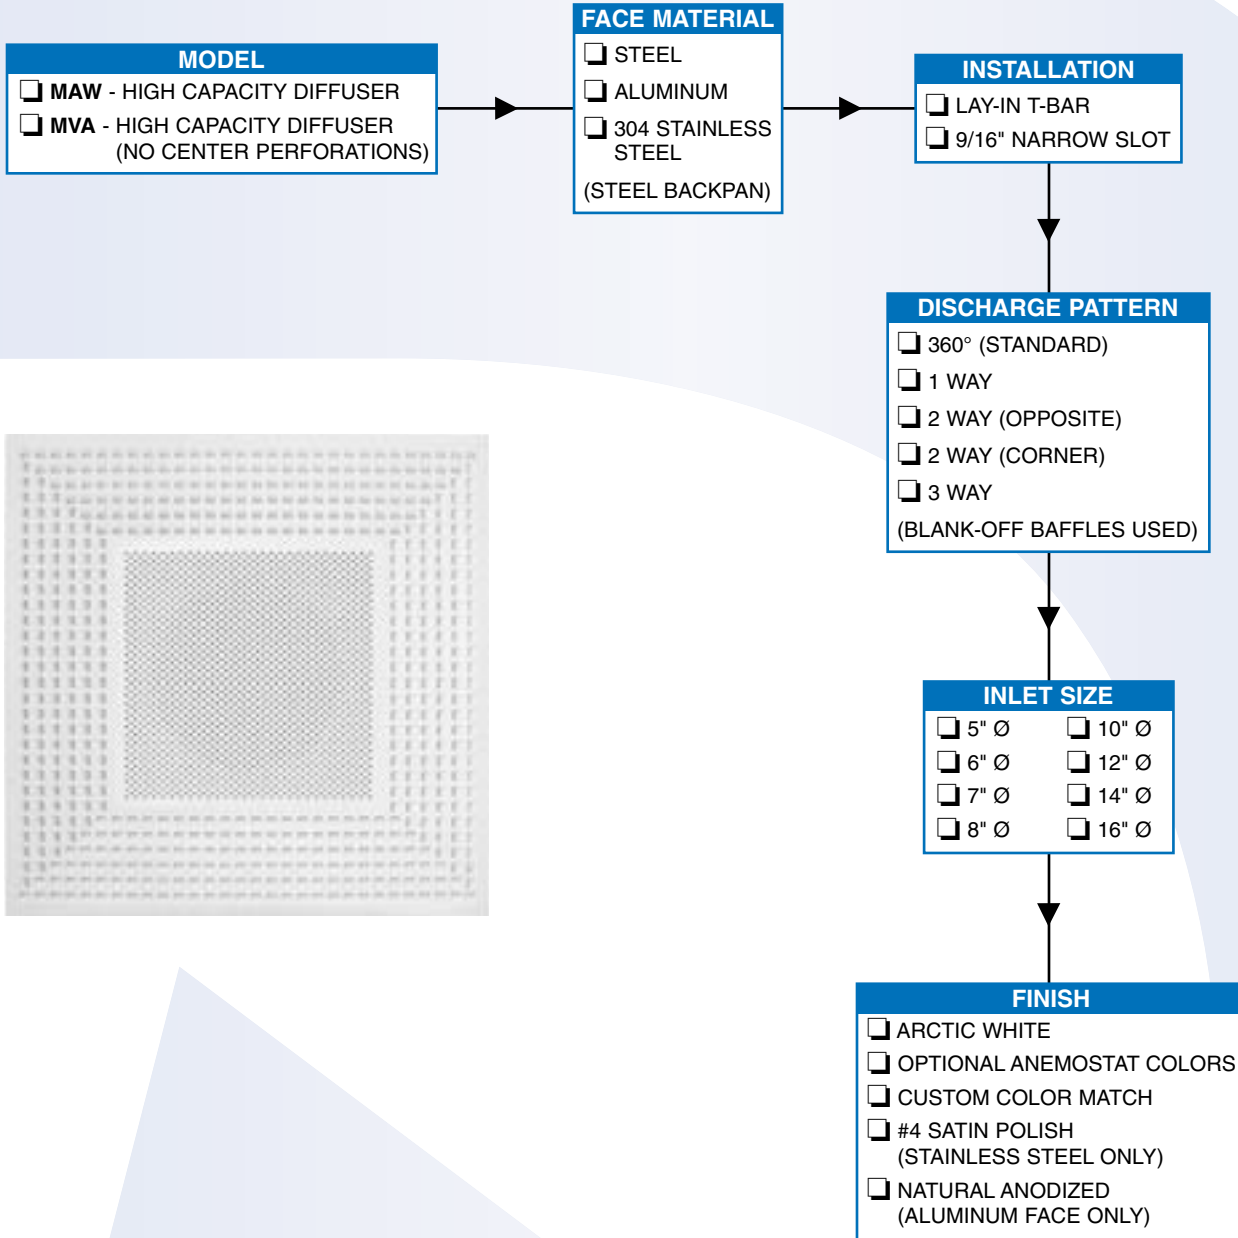 MODEL
MAW - HIGH CAPACITY DIFFUSER
MVA - HIGH CAPACITY DIFFUSER
(NO CENTER PERFORATIONS)
FACE MATERIAL
STEEL
ALUMINUM
304 STAINLESS
STEEL
(STEEL BACKPAN)
INSTALLATION
LAY-IN T-BAR
9/16" NARROW SLOT
DISCHARGE PATTERN
360° (STANDARD)
1 WAY
2 WAY (OPPOSITE)
2 WAY (CORNER)
3 WAY
(BLANK-OFF BAFFLES USED)
INLET SIZE
5" Ø
6" Ø
7" Ø
8" Ø
10" Ø
12" Ø
14" Ø
16" Ø
FINISH
ARCTIC WHITE
OPTIONAL ANEMOSTAT COLORS
CUSTOM COLOR MATCH
#4 SATIN POLISH
(STAINLESS STEEL ONLY)
NATURAL ANODIZED
(ALUMINUM FACE ONLY)